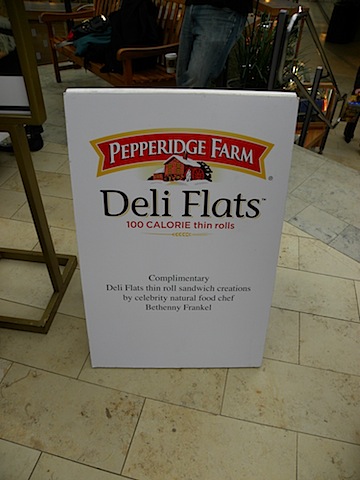 PEPPERIDGE FARM®
Deli Flats™
100 CALORIE thin rolls
Complimentary
Deli Flats thin roll sandwich creations
by celebrity natural food chef
Bethenny Frankel